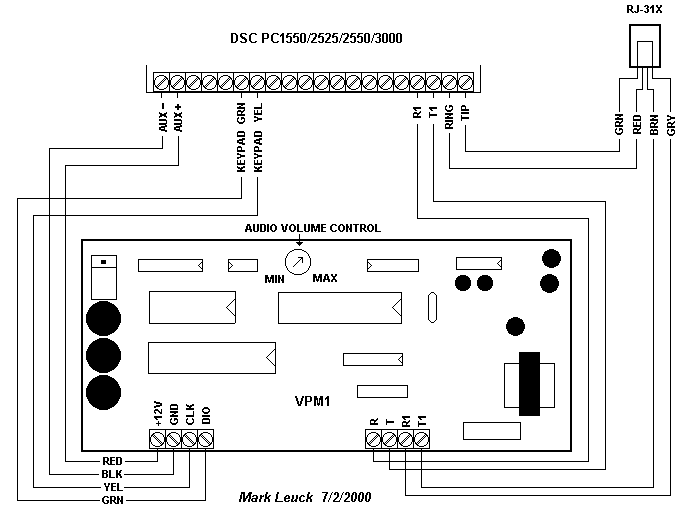 RJ-31X
DSC PC1550/2525/2550/3000
AUX -
AUX +
KEYPAD GRN
KEYPAD YEL
R1
T1
RING
TIP
GRN
RED
BRN
GRY
AUDIO VOLUME CONTROL
MIN
MAX
VPM1
+12V
GND
CLK
DIO
R
T
R1
T1
RED
BLK
YEL
GRN
Mark Leuck 7/2/2000